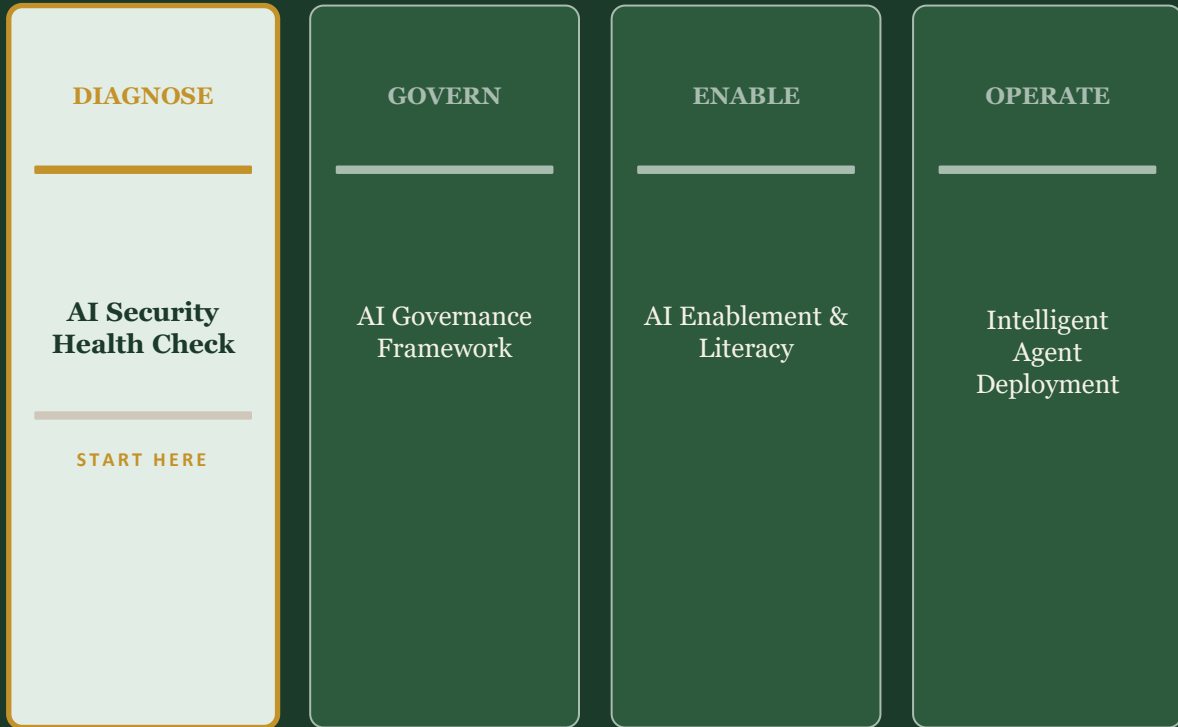 DIAGNOSE
AI Security
Health Check
START HERE
GOVERN
AI Governance
Framework
ENABLE
AI Enablement &
Literacy
OPERATE
Intelligent
Agent
Deployment